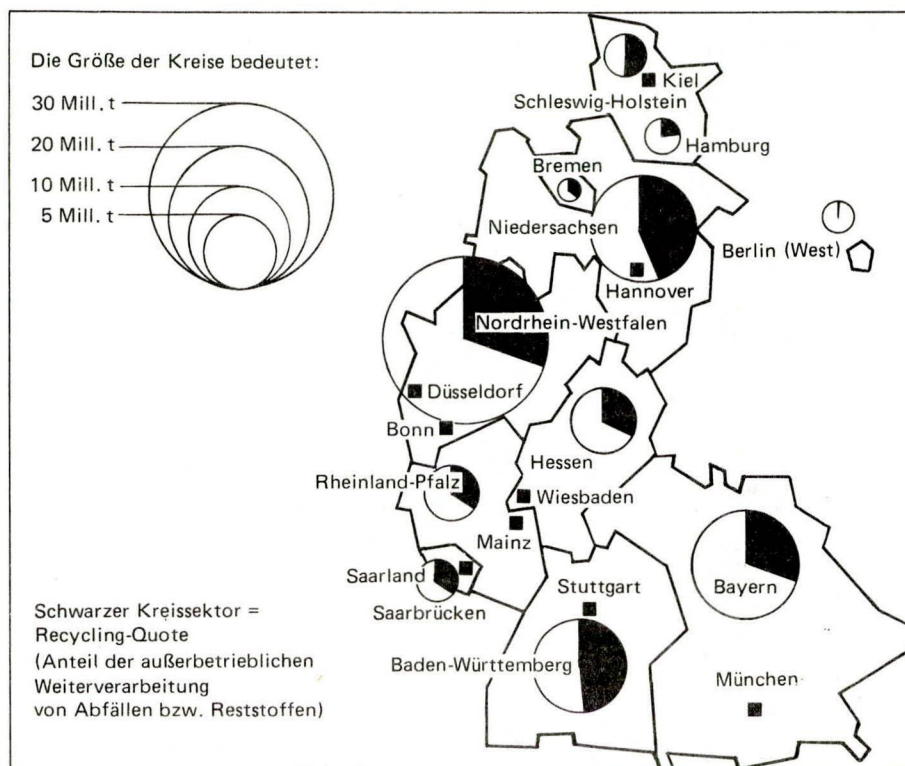 Die Größe der Kreise bedeutet:
30 Mill. t
20 Mill. t
10 Mill. t
5 Mill. t
Kiel
Schleswig-Holstein
Hamburg
Bremen
Niedersachsen
Berlin (West)
Hannover
Nordrhein-Westfalen
Düsseldorf
Bonn
Hessen
Rheinland-Pfalz
Wiesbaden
Mainz
Saarland
Saarbrücken
Stuttgart
Bayern
Baden-Württemberg
München
Schwarzer Kreissektor =
Recycling-Quote
(Anteil der außerbetrieblichen
Weiterverarbeitung
von Abfällen bzw. Reststoffen)